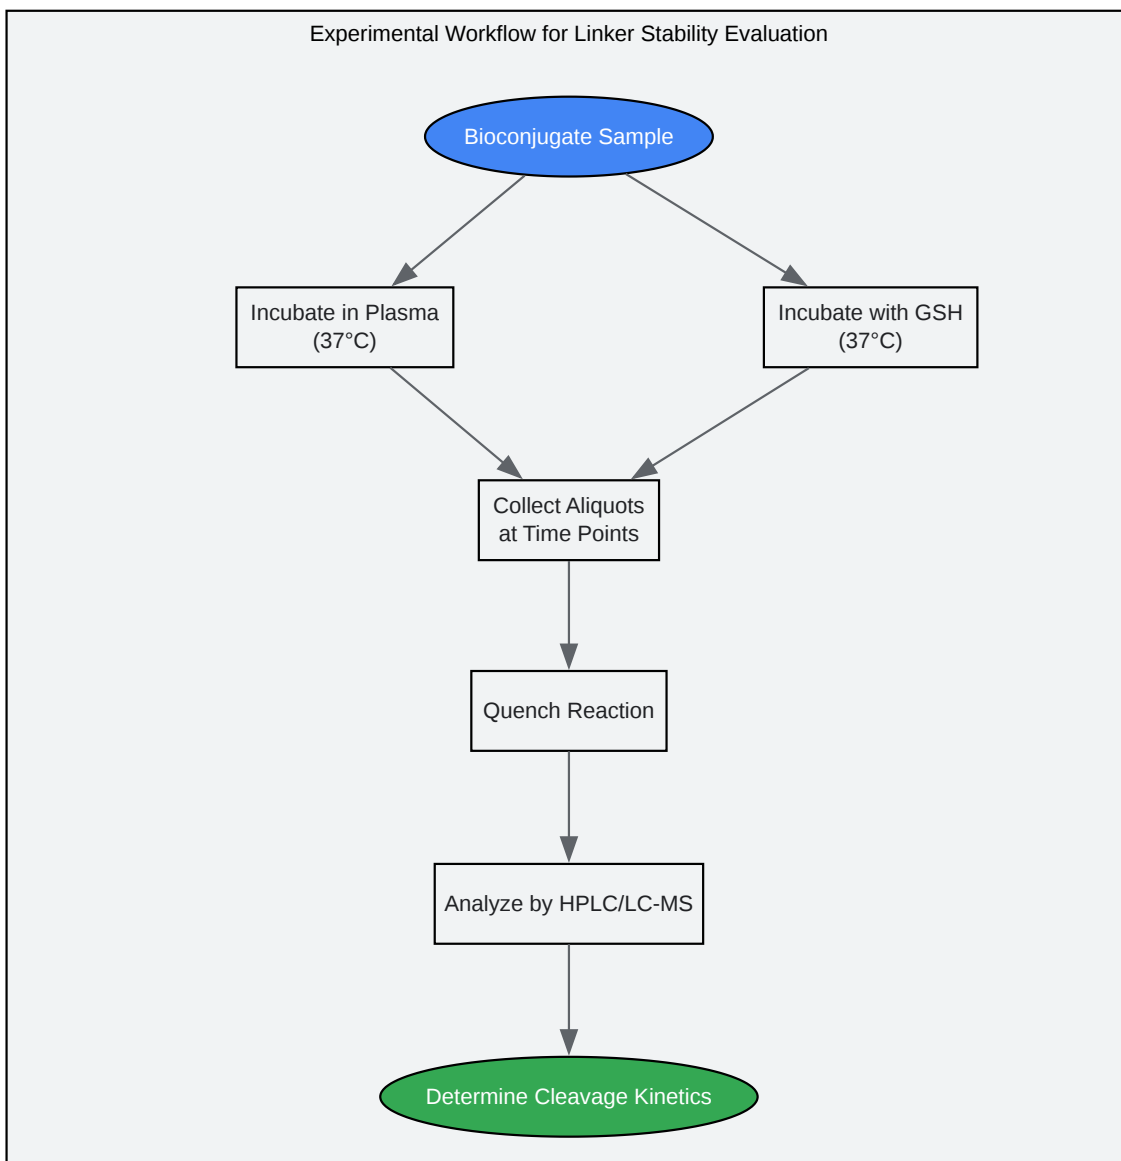 Experimental Workflow for Linker Stability Evaluation
Bioconjugate Sample
Incubate in Plasma
(37°C)
Incubate with GSH
(37°C)
Collect Aliquots
at Time Points
Quench Reaction
Analyze by HPLC/LC-MS
Determine Cleavage Kinetics